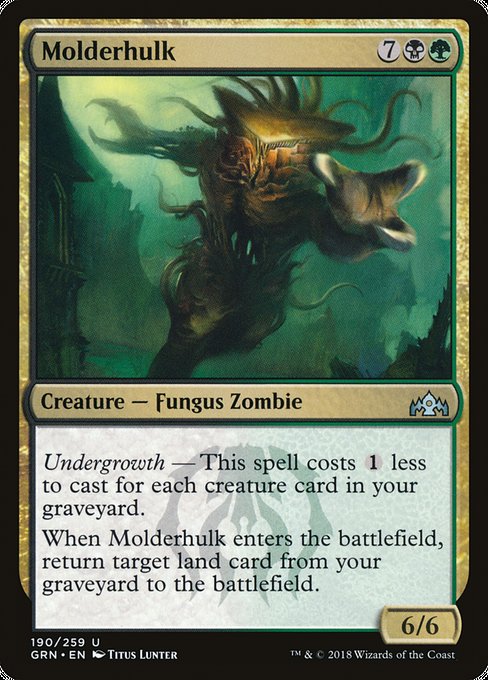 Molderhulk 7
Creature — Fungus Zombie
Undergrowth — This spell costs 1 less
to cast for each creature card in your
graveyard.
When Molderhulk enters the battlefield,
return target land card from your
graveyard to the battlefield.
6/6
190/259 U
GRN • EN Titus Lunter
™ & © 2018 Wizards of the Coast